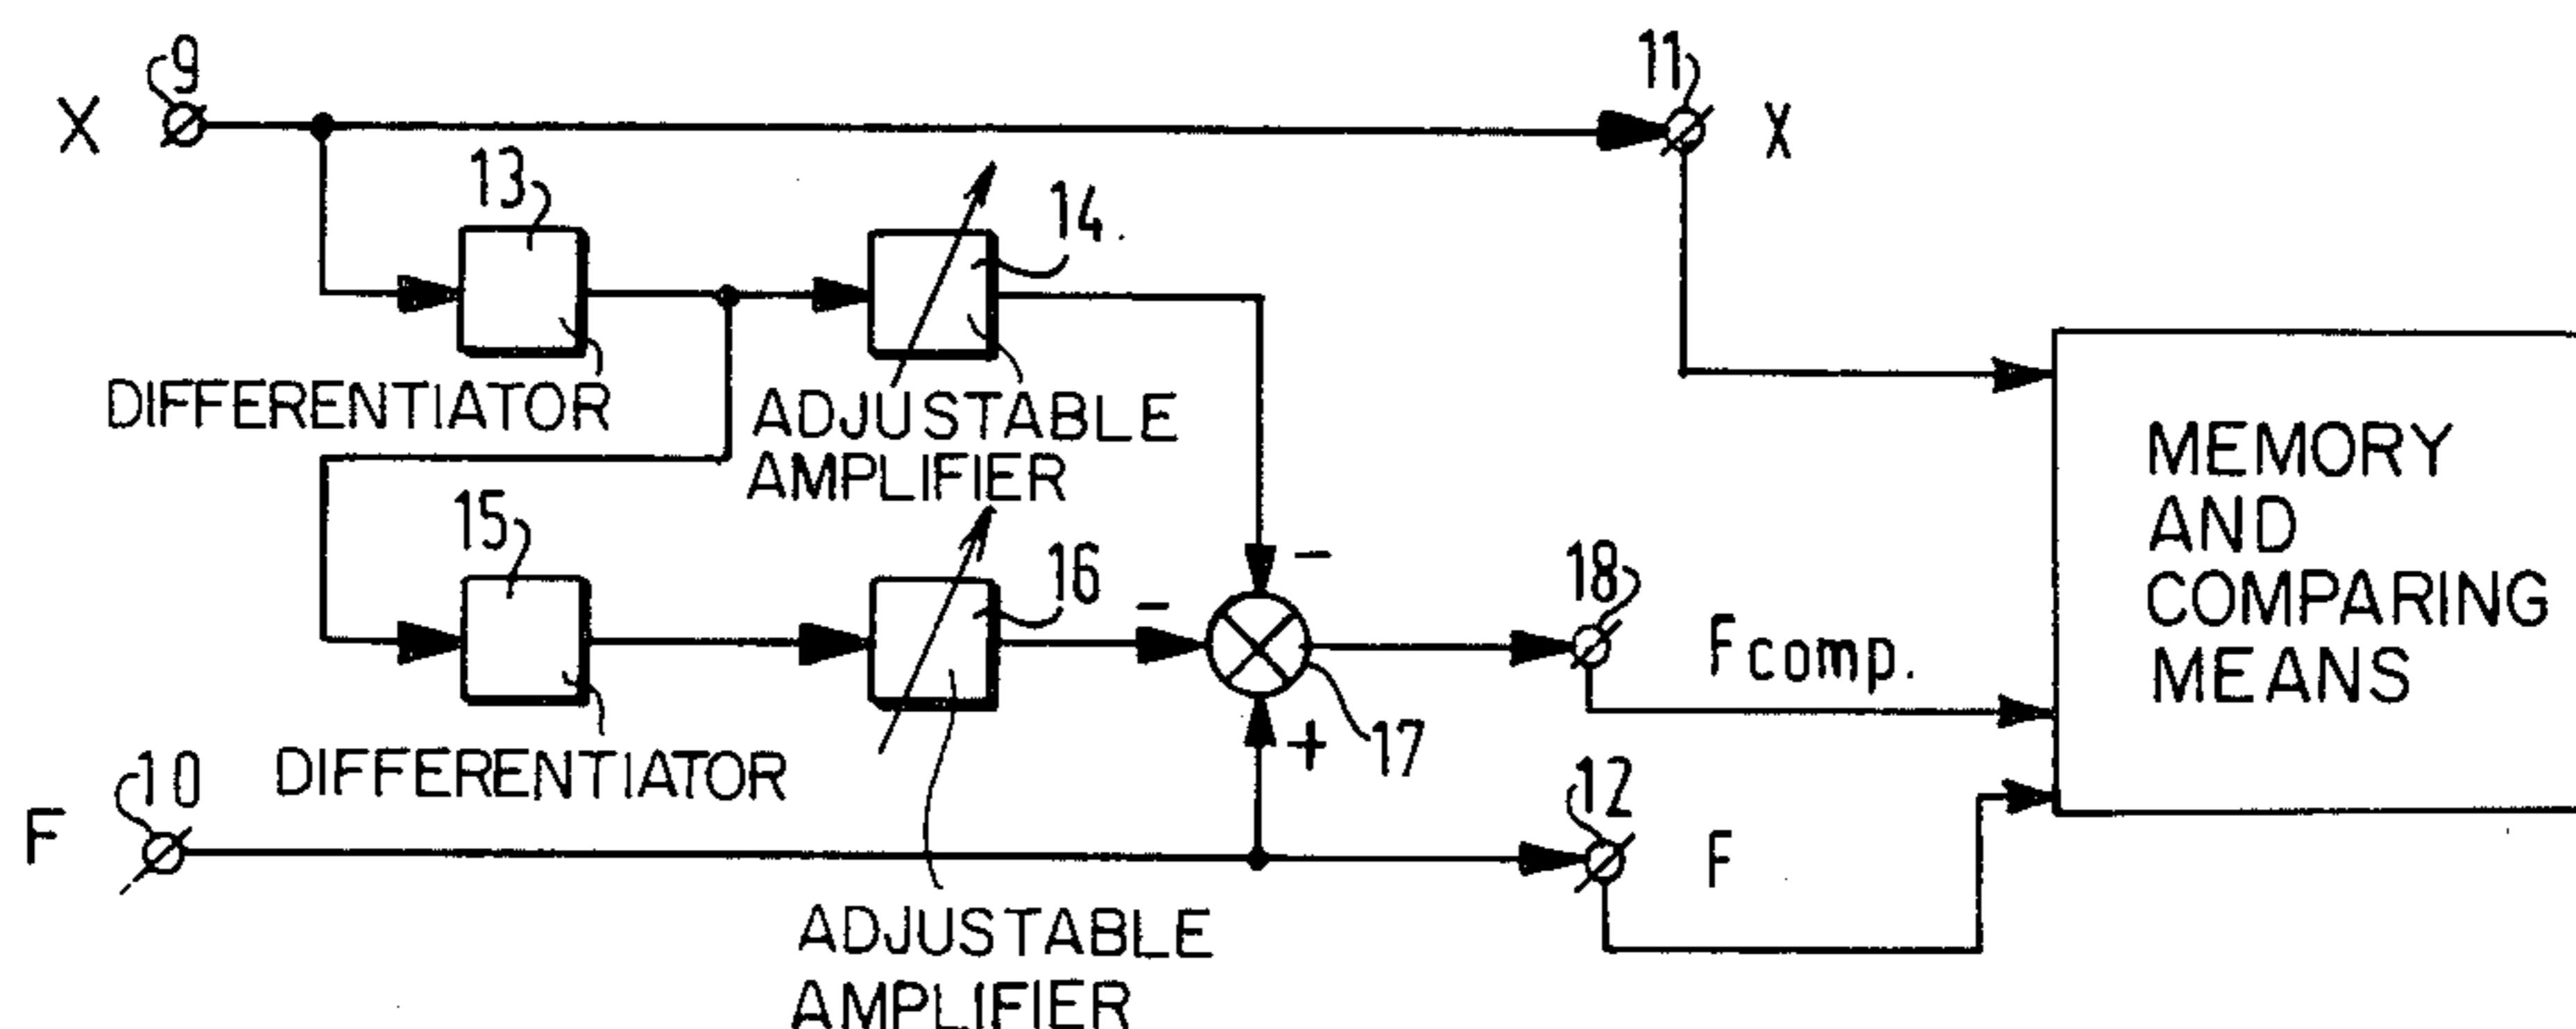 X 9
11 X
13
14
DIFFERENTIATOR
ADJUSTABLE
AMPLIFIER
15
16
-
-
+
17
18
Fcomp.
DIFFERENTIATOR
F 10
12
F
ADJUSTABLE
AMPLIFIER
MEMORY
AND
COMPARING
MEANS